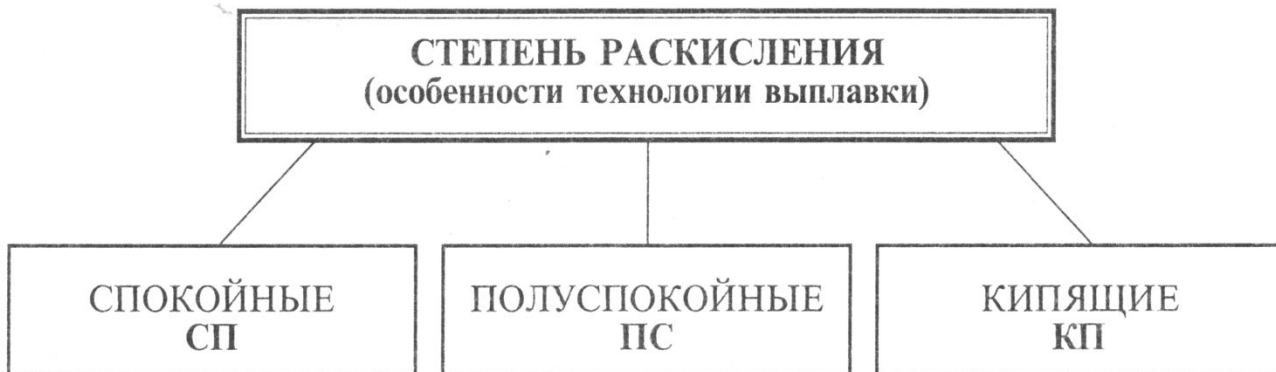 СТЕПЕНЬ РАСКИСЛЕНИЯ
(особенности технологии выплавки)
СПОКОЙНЫЕ
СП
ПОЛУСПОКОЙНЫЕ
ПС
КИПЯЩИЕ
КП